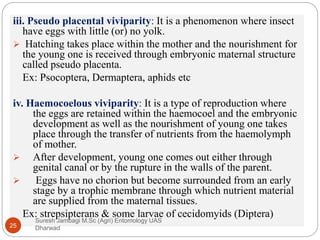 iii. Pseudo placental viviparity: It is a phenomenon where insect
have eggs with little (or) no yolk.
➢ Hatching takes place within the mother and the nourishment for
the young one is received through embryonic maternal structure
called pseudo placenta.
Ex: Psocoptera, Dermaptera, aphids etc
iv. Haemocoelous viviparity: It is a type of reproduction where
the eggs are retained within the haemocoel and the embryonic
development as well as the nourishment of young one takes
place through the transfer of nutrients from the haemolymph
of mother.
➢ After development, young one comes out either through
genital canal or by the rupture in the walls of the parent.
➢ Eggs have no chorion but become surrounded from an early
stage by a trophic membrane through which nutrient material
are supplied from the maternal tissues.
Ex: strepsipterans & some larvae of cecidomyids (Diptera)
Suresh Jambagi M.Sc (Agri) Entomology UAS
Dharwad
25